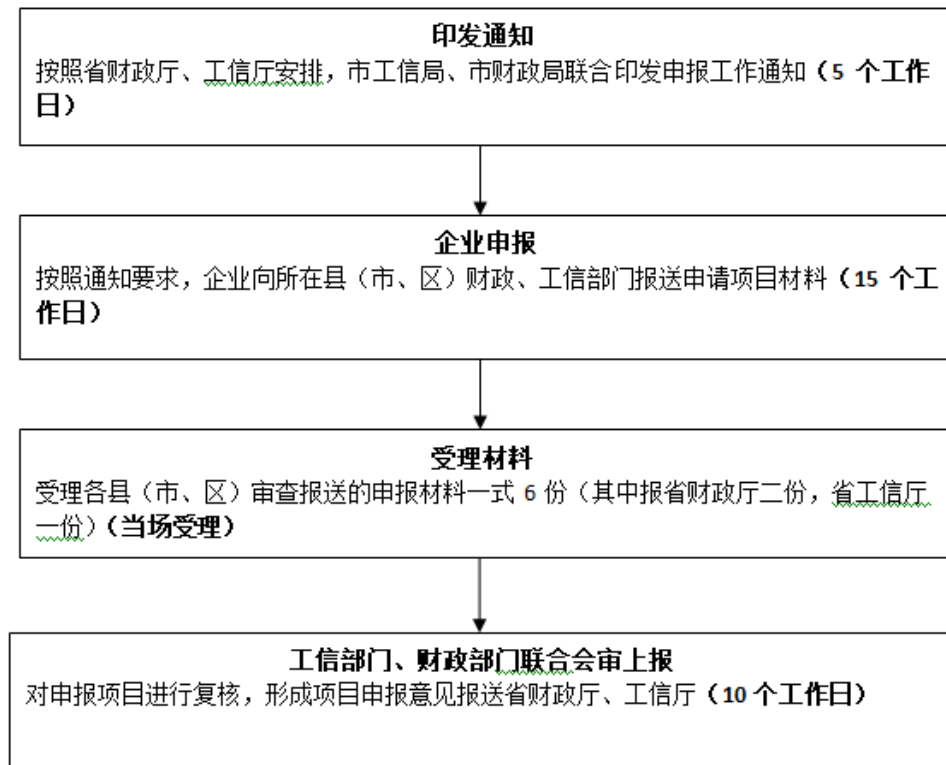 印发通知
按照省财政厅、工信厅安排，市工信局、市财政局联合印发申报工作通知（5 个工作
日）
企业申报
按照通知要求，企业向所在县（市、区）财政、工信部门报送申请项目材料（15 个工
作日）
受理材料
受理各县（市、区）审查报送的申报材料一式 6 份（其中报省财政厅二份，省工信厅
一份）（当场受理）
工信部门、财政部门联合会审上报
对申报项目进行复核，形成项目申报意见报送省财政厅、工信厅（10 个工作日）